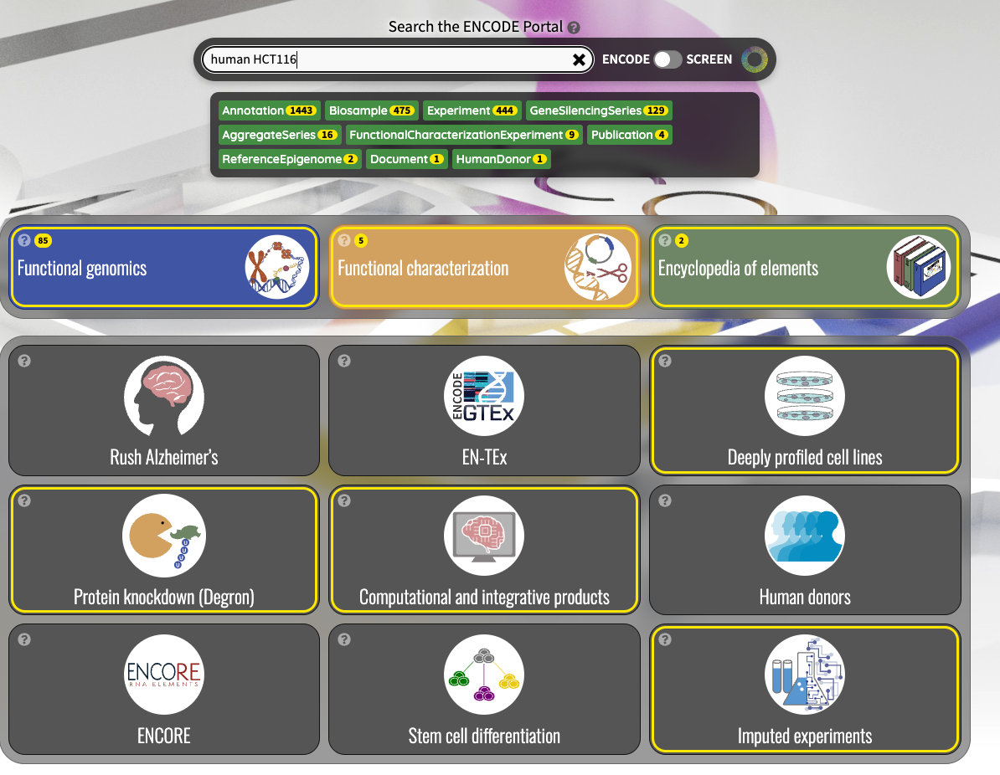 Search the ENCODE Portal ?
human HCT116
ENCODE SCREEN
Annotation 1443 Biosample 475 Experiment 444 GeneSilencingSeries 129
AggregateSeries 16 FunctionalCharacterizationExperiment 9 Publication 4
ReferenceEpigenome 2 Document 1 HumanDonor 1
? 85
Functional genomics
? 5
Functional characterization
? 2
Encyclopedia of elements
?
Rush Alzheimer's
?
ENCODE
GTEx
EN-TEx
?
Deeply profiled cell lines
?
U
U
U
U
Protein knockdown (Degron)
?
Computational and integrative products
?
Human donors
?
ENCORE
RNA ELEMENTS
ENCORE
?
Stem cell differentiation
?
Imputed experiments